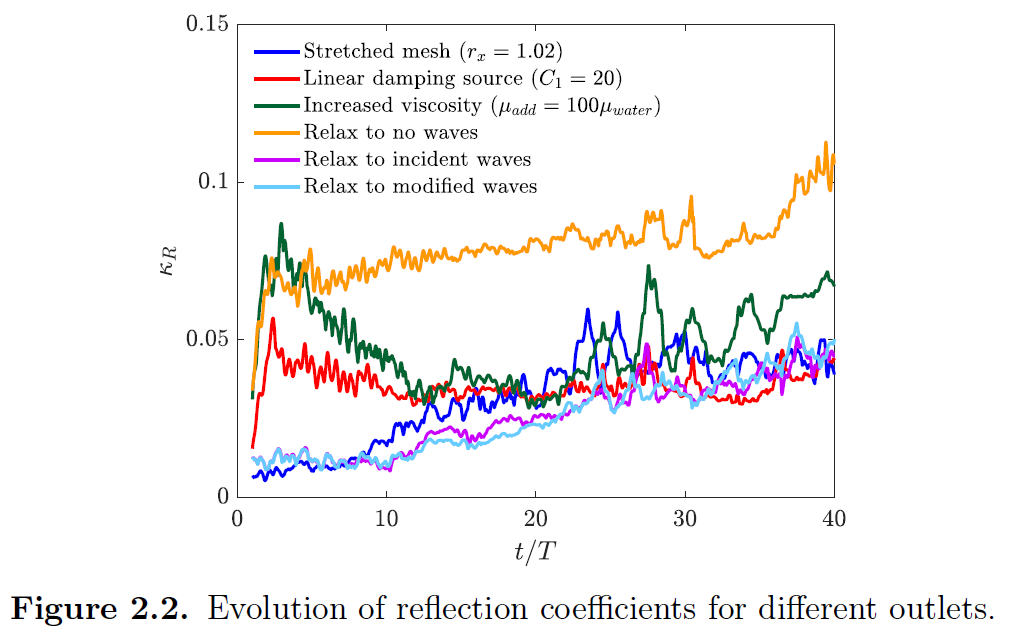 0.15
0.1
0.05
0
κ_R
Stretched mesh (r_x = 1.02)
Linear damping source (C_1 = 20)
Increased viscosity (μ_add = 100μ_water)
Relax to no waves
Relax to incident waves
Relax to modified waves
0 10 20 30 40
t/T
Figure 2.2. Evolution of reflection coefficients for different outlets.